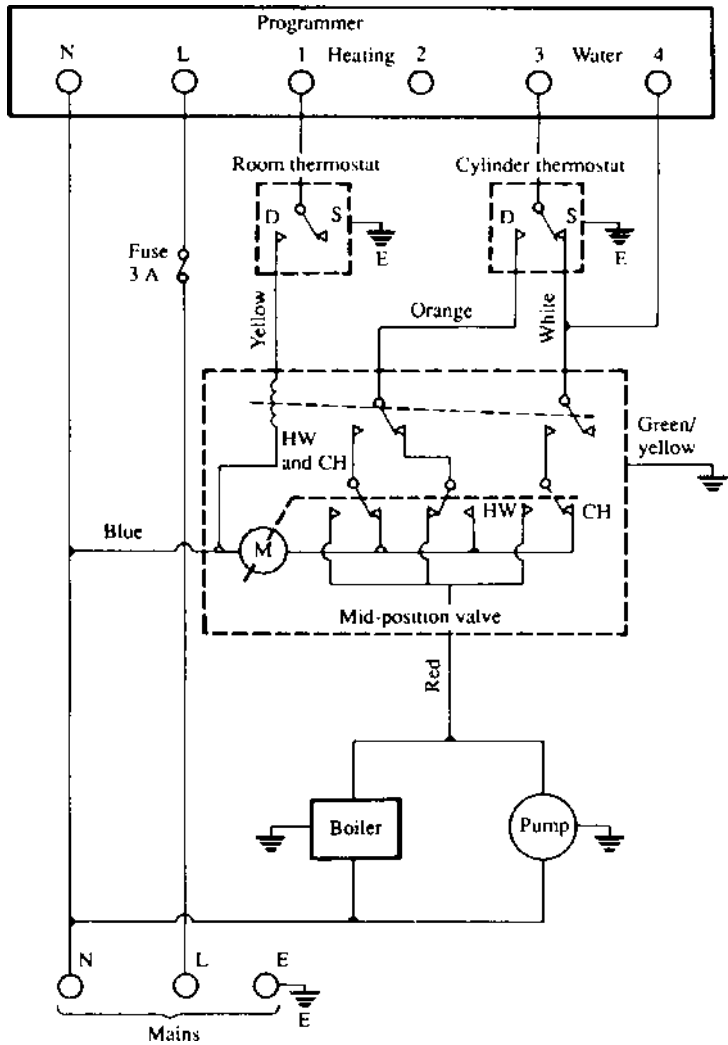 Programmer
N L 1 Heating 2 3 Water 4
Room thermostat
Cylinder thermostat
D S
D S
E
E
Fuse
3 A
Yellow
Orange
White
HW
and CH
Green/
yellow
HW CH
Blue
M
Mid-position valve
Red
Boiler
Pump
N L E
E
Mains